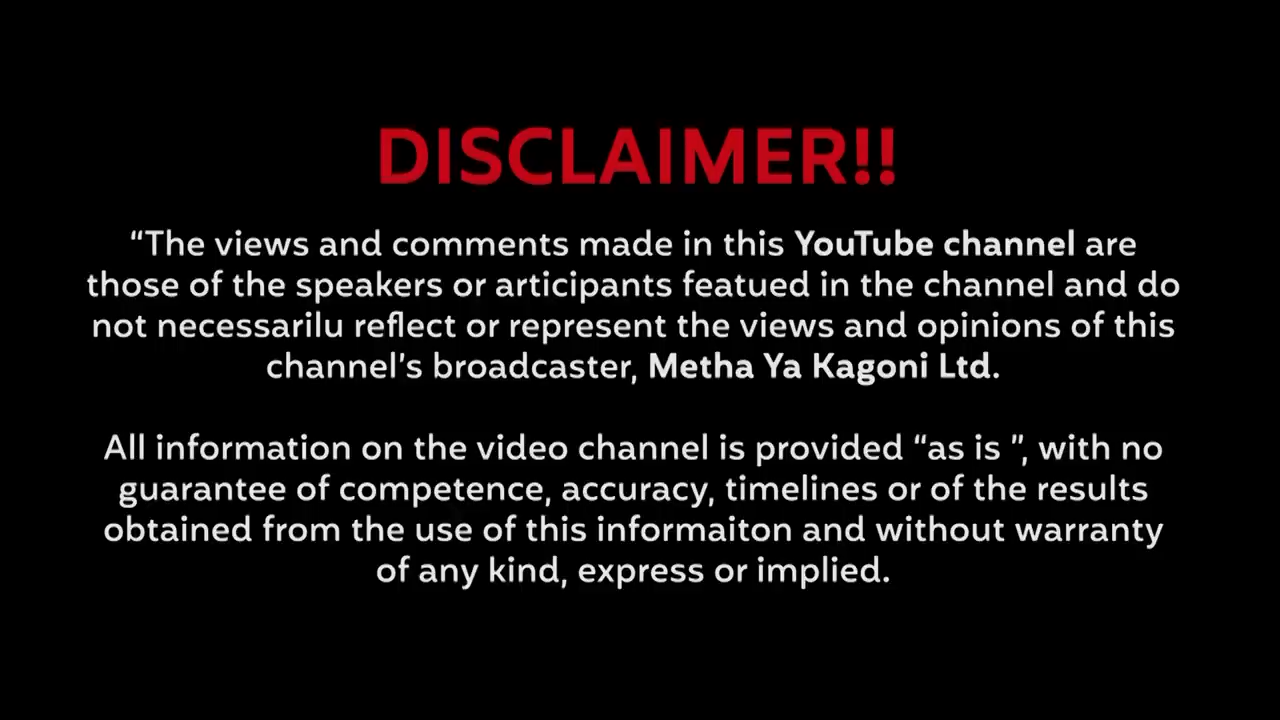 DISCLAIMER!!
“The views and comments made in this YouTube channel are
those of the speakers or articipants featued in the channel and do
not necessarilu reflect or represent the views and opinions of this
channel’s broadcaster, Metha Ya Kagoni Ltd.
All information on the video channel is provided “as is ”, with no
guarantee of competence, accuracy, timelines or of the results
obtained from the use of this informaiton and without warranty
of any kind, express or implied.